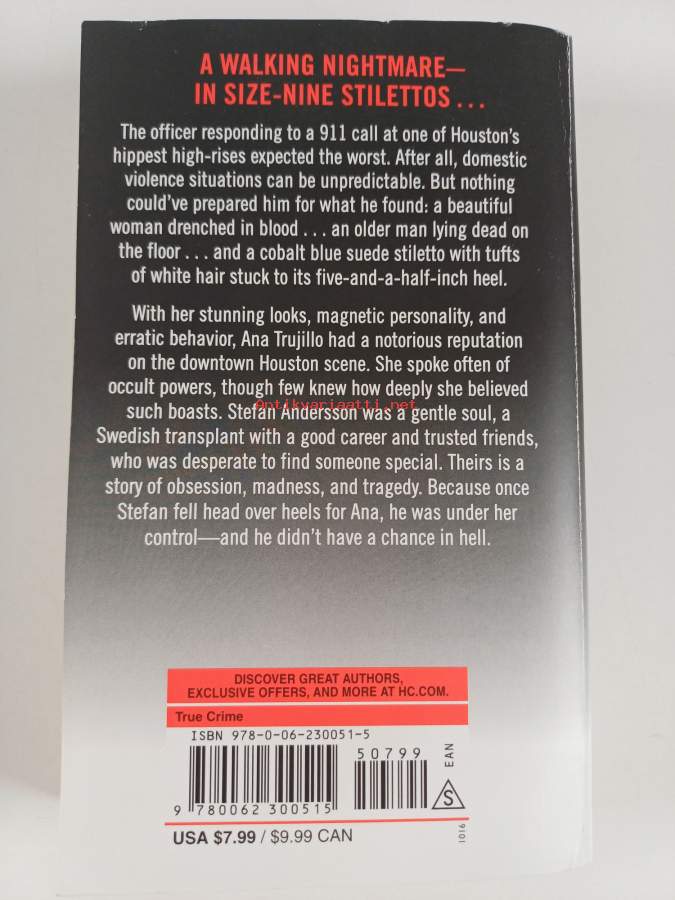 A WALKING NIGHTMARE—
IN SIZE-NINE STILETTOS . . .
The officer responding to a 911 call at one of Houston's
hippest high-rises expected the worst. After all, domestic
violence situations can be unpredictable. But nothing
could've prepared him for what he found: a beautiful
woman drenched in blood . . . an older man lying dead on
the floor . . . and a cobalt blue suede stiletto with tufts
of white hair stuck to its five-and-a-half-inch heel.
With her stunning looks, magnetic personality, and
erratic behavior, Ana Trujillo had a notorious reputation
on the downtown Houston scene. She spoke often of
occult powers, though few knew how deeply she believed
Antikvariaatti.net
such boasts. Stefan Andersson was a gentle soul, a
Swedish transplant with a good career and trusted friends,
who was desperate to find someone special. Theirs is a
story of obsession, madness, and tragedy. Because once
Stefan fell head over heels for Ana, he was under her
control—and he didn't have a chance in hell.
DISCOVER GREAT AUTHORS,
EXCLUSIVE OFFERS, AND MORE AT HC.COM.
True Crime
ISBN 978-0-06-230051-5
50799
EAN
S
9 780062 300515
USA $7.99 / $9.99 CAN
1016